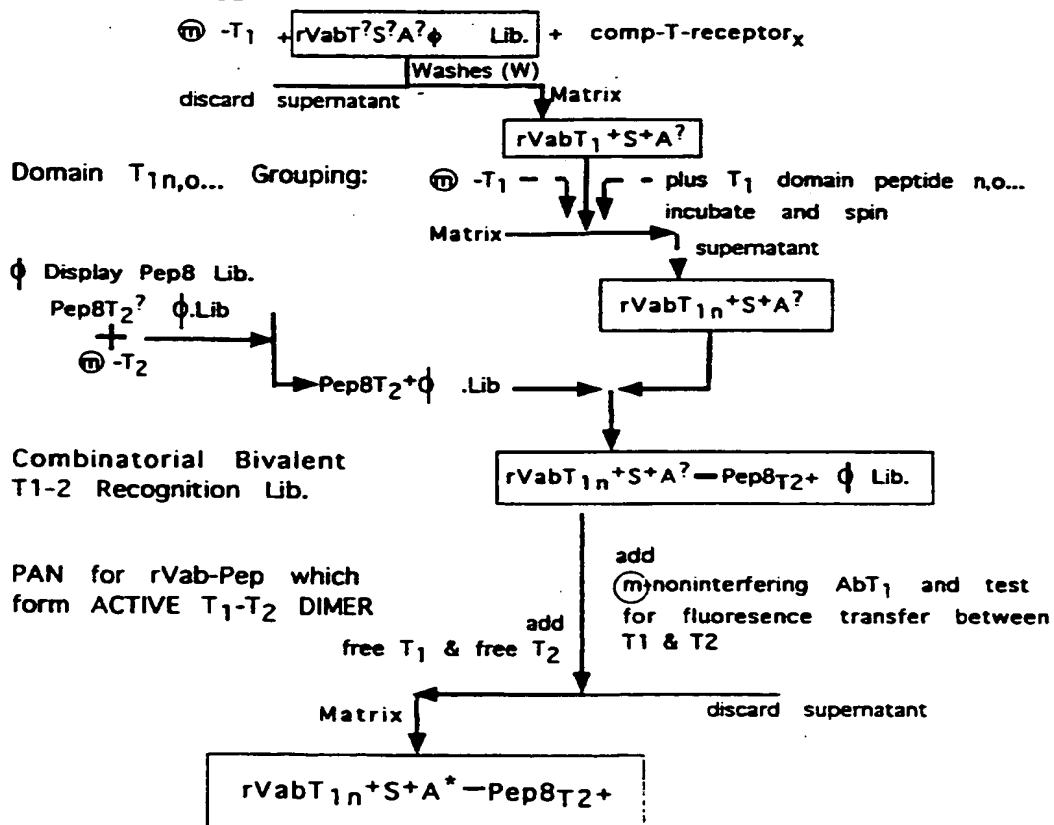 ⓜ -T₁ + rVabT?S?A?ϕ Lib. + comp-T-receptorₓ
Washes (W)
discard supernatant
Matrix
rVabT₁⁺S⁺A?
Domain T₁n,o... Grouping:
ⓜ -T₁ plus T₁ domain peptide n,o...
incubate and spin
Matrix
supernatant
ϕ Display Pep8 Lib.
Pep8T₂? ϕ.Lib
+
ⓜ -T₂
rVabT₁n⁺S⁺A?
Pep8T₂⁺ϕ .Lib
Combinatorial Bivalent
T1-2 Recognition Lib.
rVabT₁n⁺S⁺A?—Pep8T2+ ϕ Lib.
PAN for rVab-Pep which
form ACTIVE T₁-T₂ DIMER
add
ⓜ-noninterfering AbT₁ and test
for fluoresence transfer between
T1 & T2
add
free T₁ & free T₂
Matrix
discard supernatant
rVabT₁n⁺S⁺A*—Pep8T2+